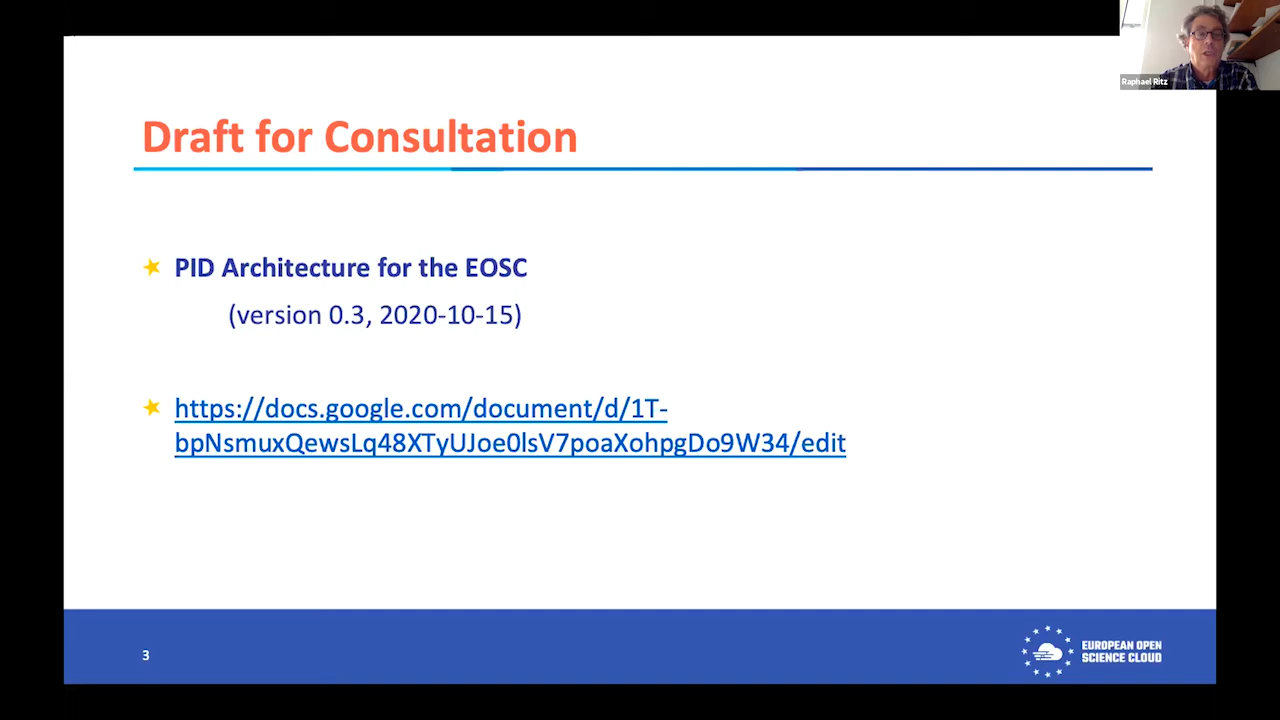 Raphael Ritz
Draft for Consultation
PID Architecture for the EOSC
(version 0.3, 2020-10-15)
https://docs.google.com/document/d/1T-
bpNsmuxQewsLq48XTyUJoe0lsV7poaXohpgDo9W34/edit
3
EUROPEAN OPEN
SCIENCE CLOUD